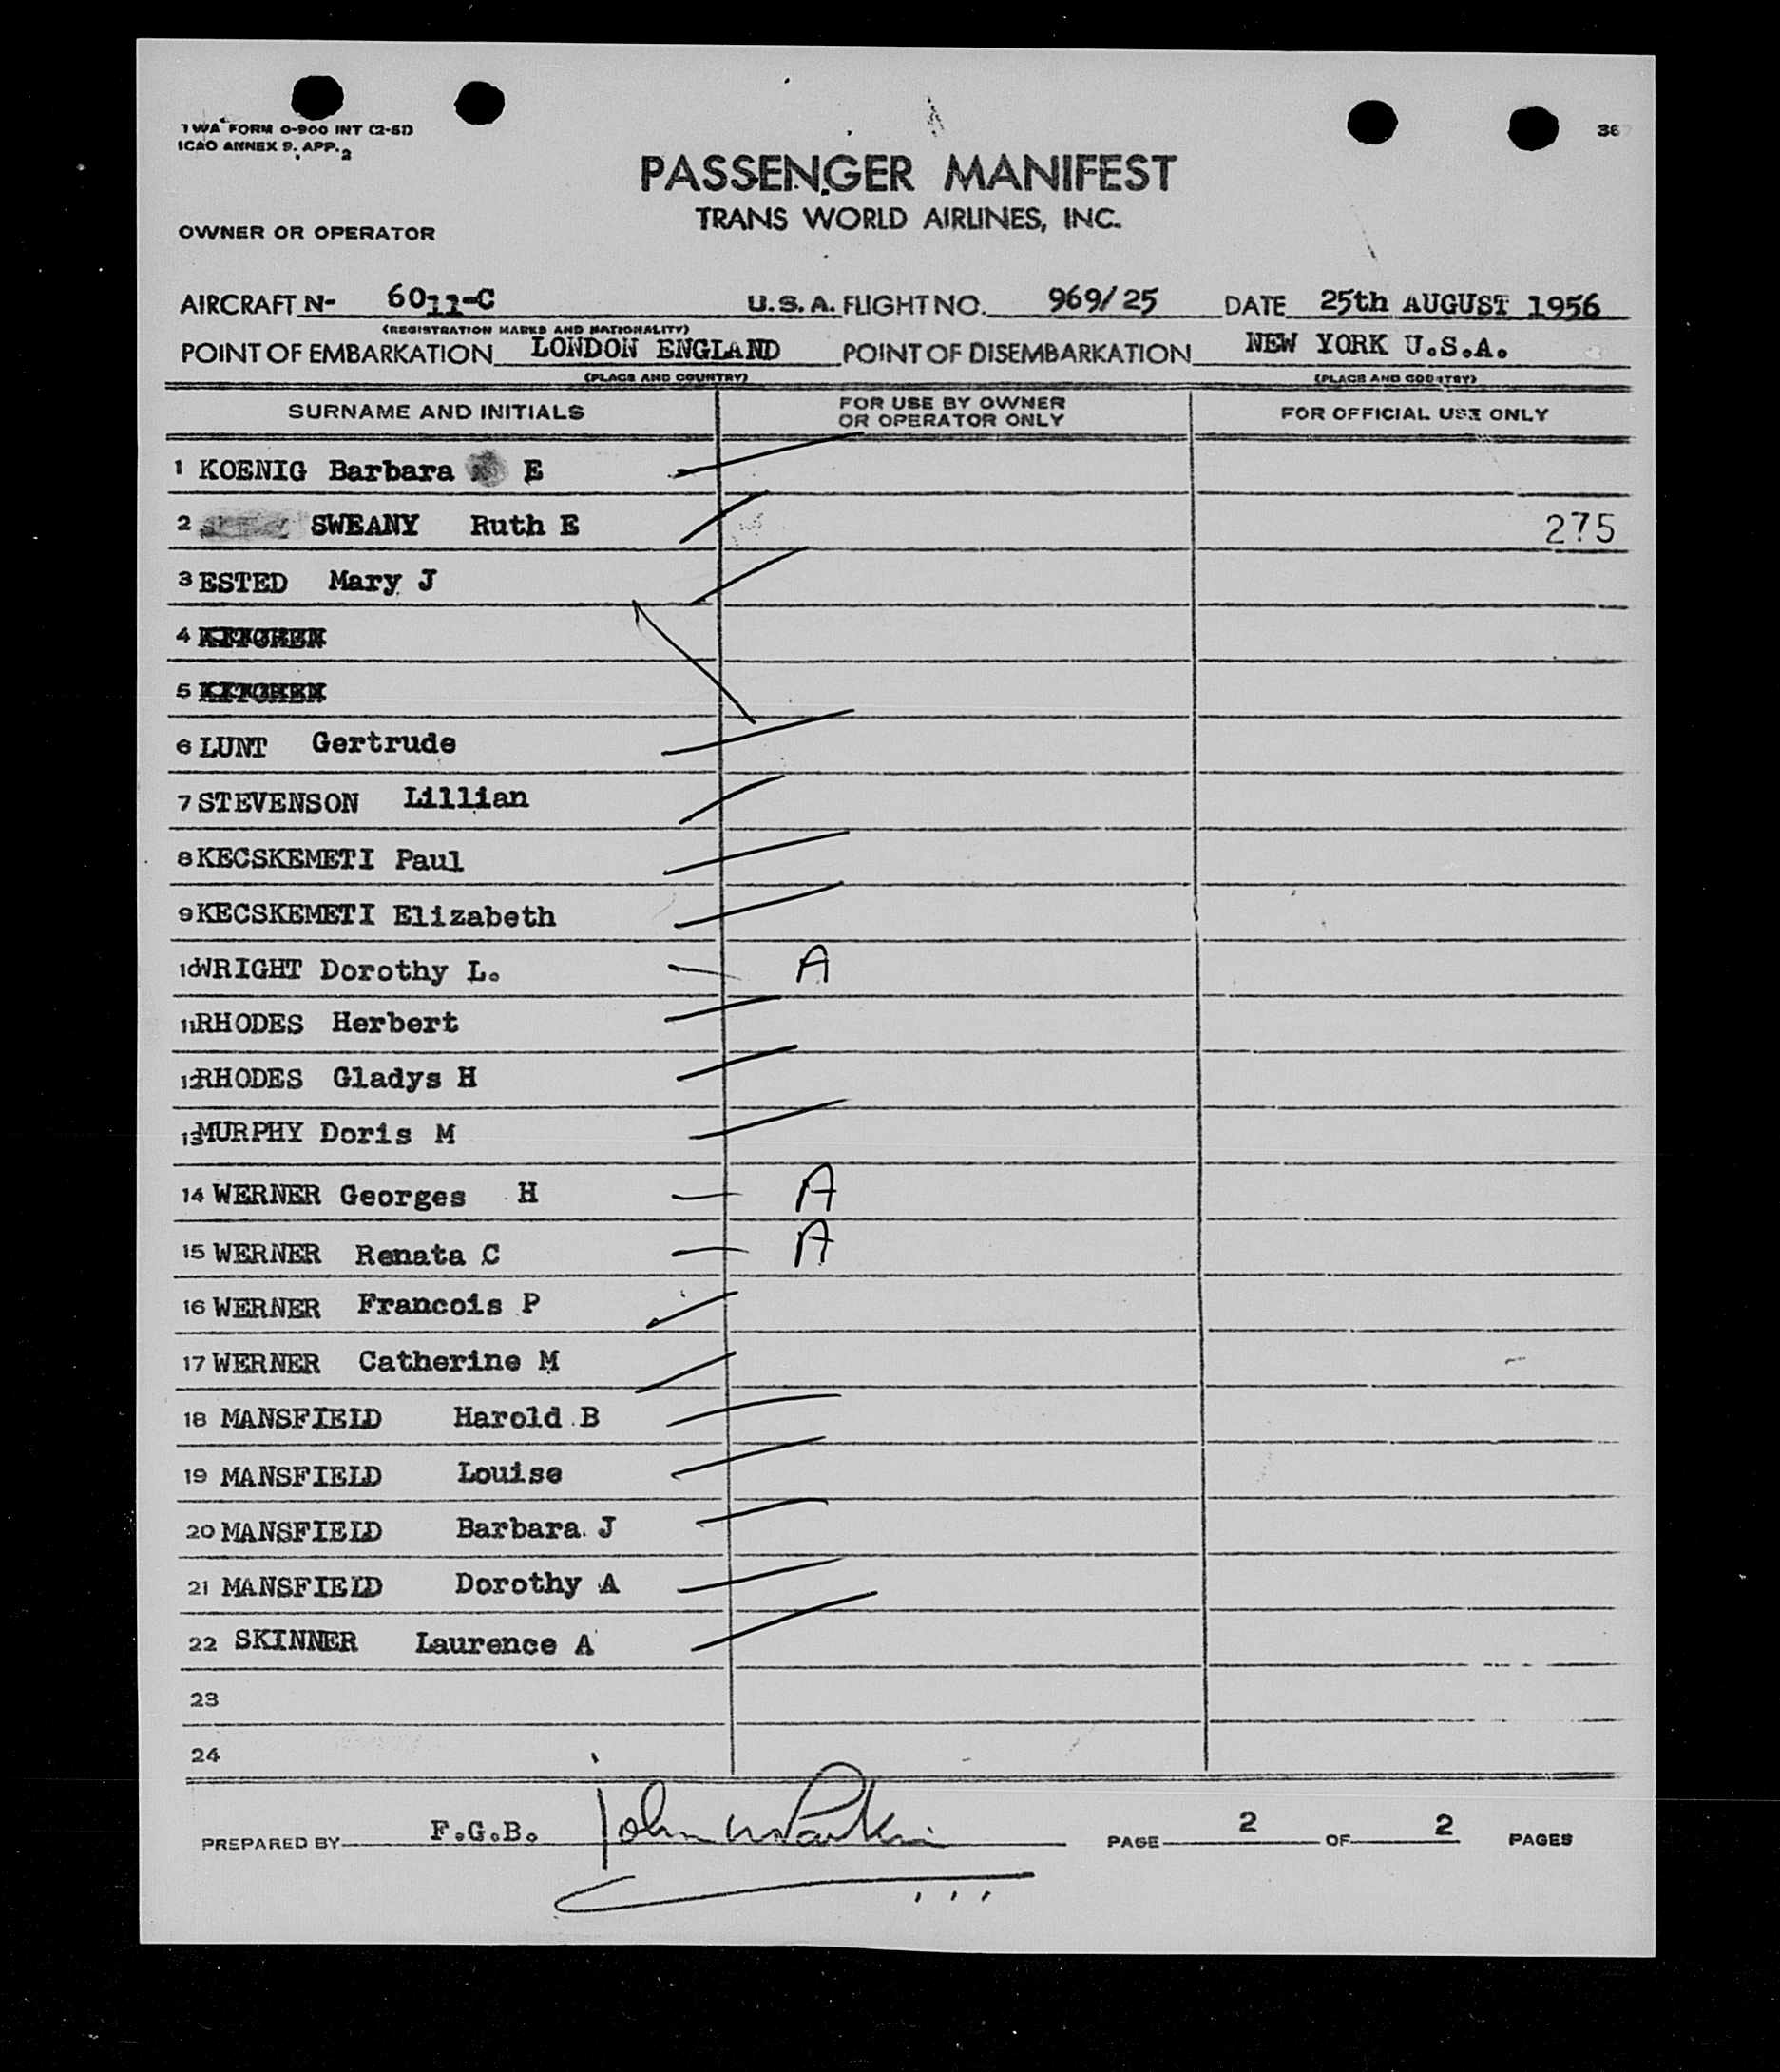 TWA FORM O-900 INT (2-51)
ICAO ANNEX 9, APP. 2
36
PASSENGER MANIFEST
TRANS WORLD AIRLINES, INC.
OWNER OR OPERATOR
AIRCRAFT N- 6011-C U.S.A. FLIGHT NO. 969/25 DATE 25th AUGUST 1956
(REGISTRATION MARKS AND NATIONALITY)
POINT OF EMBARKATION LONDON ENGLAND POINT OF DISEMBARKATION NEW YORK U.S.A.
(PLACE AND COUNTRY) (PLACE AND COUNTRY)
SURNAME AND INITIALS FOR USE BY OWNER OR OPERATOR ONLY FOR OFFICIAL USE ONLY
1 KOENIG Barbara E
2 SWEANY Ruth E 275
3 ESTED Mary J
4 KITCHEN
5 KITCHEN
6 LUNT Gertrude
7 STEVENSON Lillian
8 KECSKEMETI Paul
9 KECSKEMETI Elizabeth
10 WRIGHT Dorothy L. A
11 RHODES Herbert
12 RHODES Gladys H
13 MURPHY Doris M
14 WERNER Georges H A
15 WERNER Renata C A
16 WERNER Francois P
17 WERNER Catherine M
18 MANSFIELD Harold B
19 MANSFIELD Louise
20 MANSFIELD Barbara J
21 MANSFIELD Dorothy A
22 SKINNER Laurence A
23
24
PREPARED BY F.G.B. John PAGE 2 OF 2 PAGES